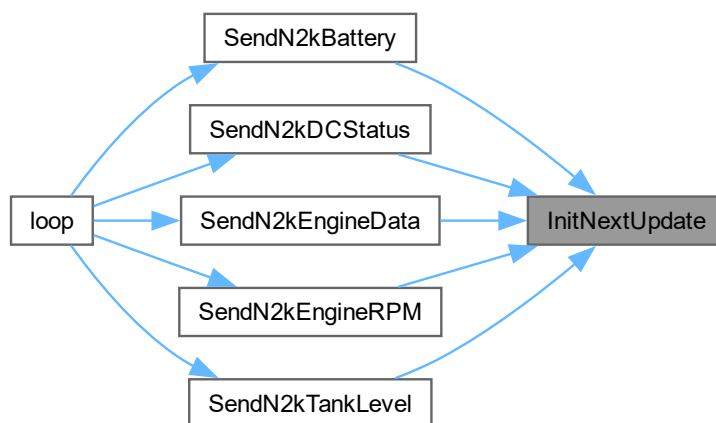 SendN2kBattery
SendN2kDCStatus
loop
SendN2kEngineData
InitNextUpdate
SendN2kEngineRPM
SendN2kTankLevel